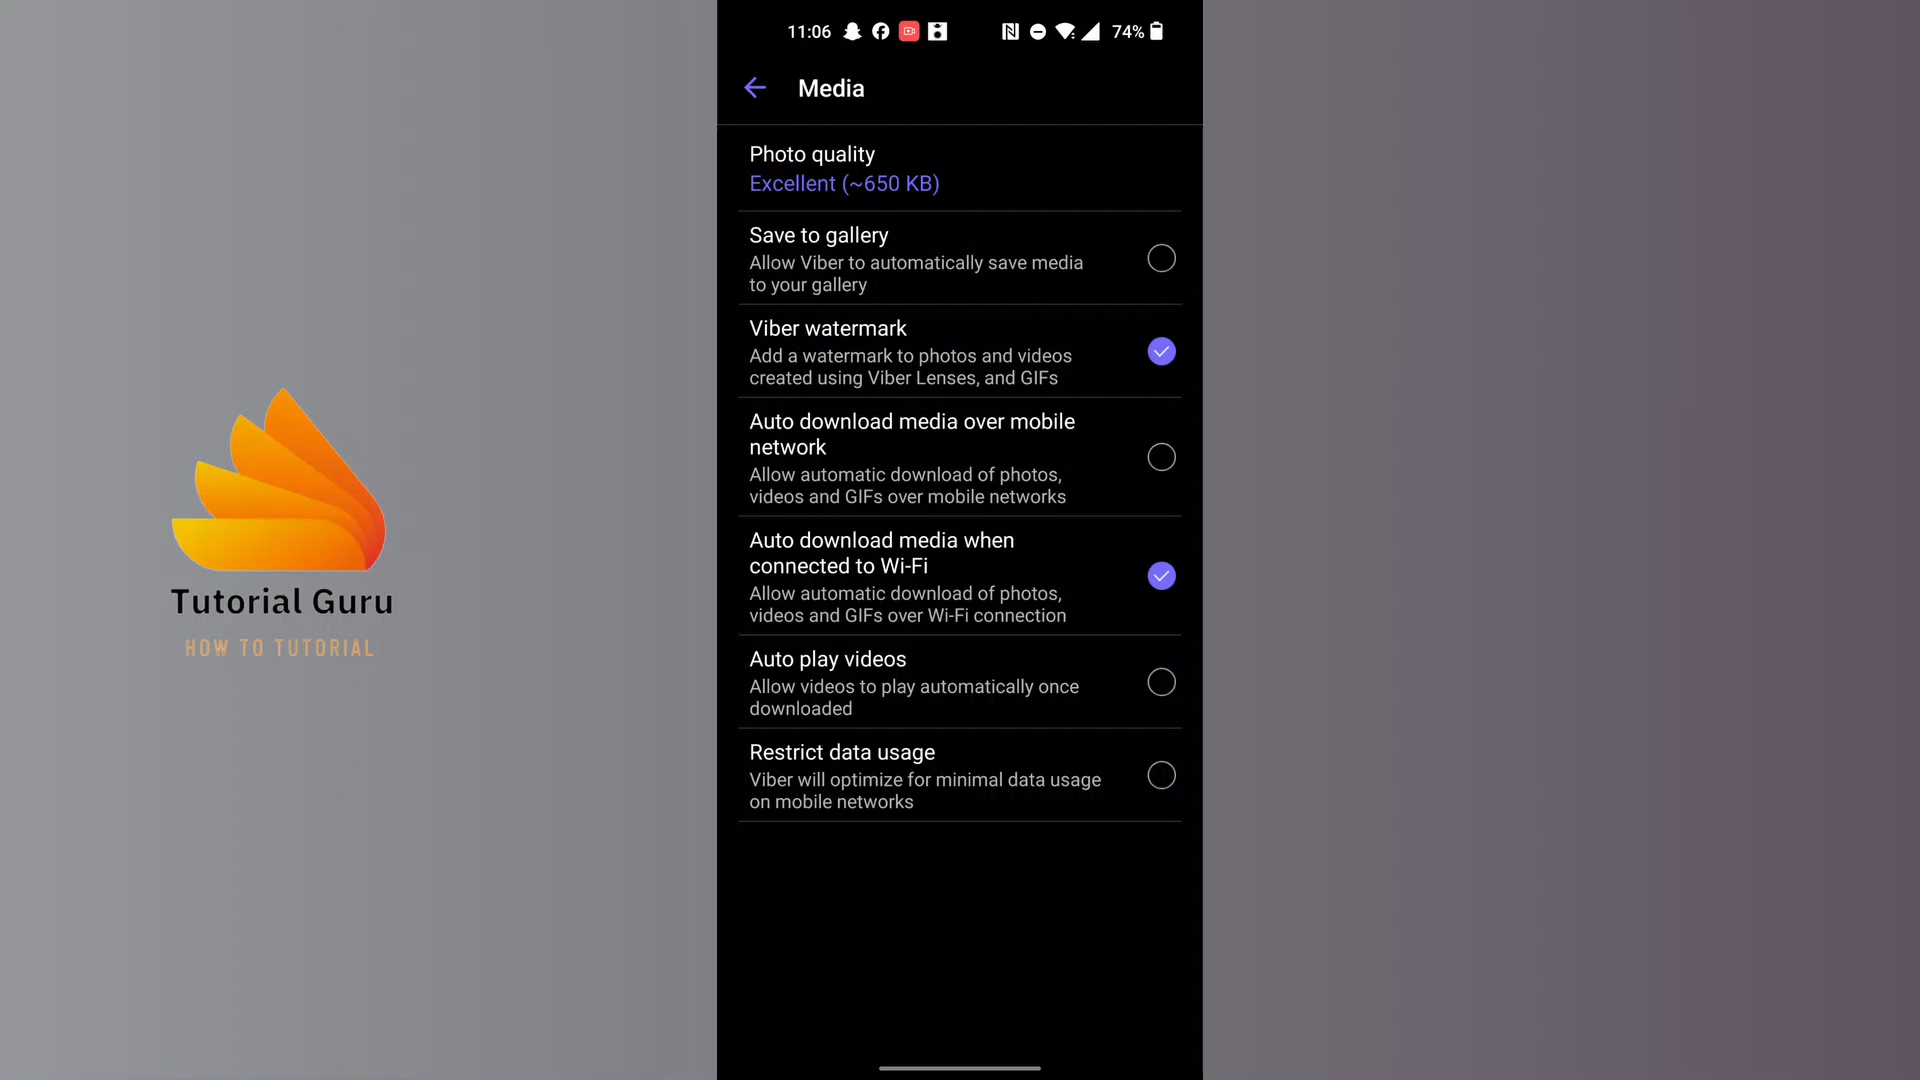 11:06
74%
Media
Photo quality
Excellent (~650 KB)
Save to gallery
Allow Viber to automatically save media
to your gallery
Viber watermark
Add a watermark to photos and videos
created using Viber Lenses, and GIFs
Auto download media over mobile
network
Allow automatic download of photos,
videos and GIFs over mobile networks
Auto download media when
connected to Wi-Fi
Allow automatic download of photos,
videos and GIFs over Wi-Fi connection
Auto play videos
Allow videos to play automatically once
downloaded
Restrict data usage
Viber will optimize for minimal data usage
on mobile networks
Tutorial Guru
HOW TO TUTORIAL